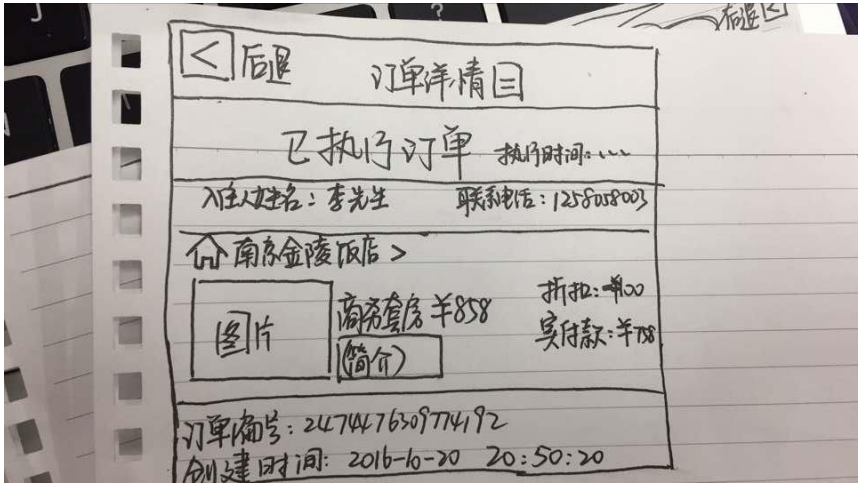 后退
后退 订单详情
已执行订单 执行时间:...
入住人姓名:李先生 联系电话:1258058003
南京金陵饭店 >
图片 商务套房 ¥858 折扣:¥100
(简介) 实付款:¥758
订单编号:2474476309774192
创建时间: 2016-10-20 20:50:20